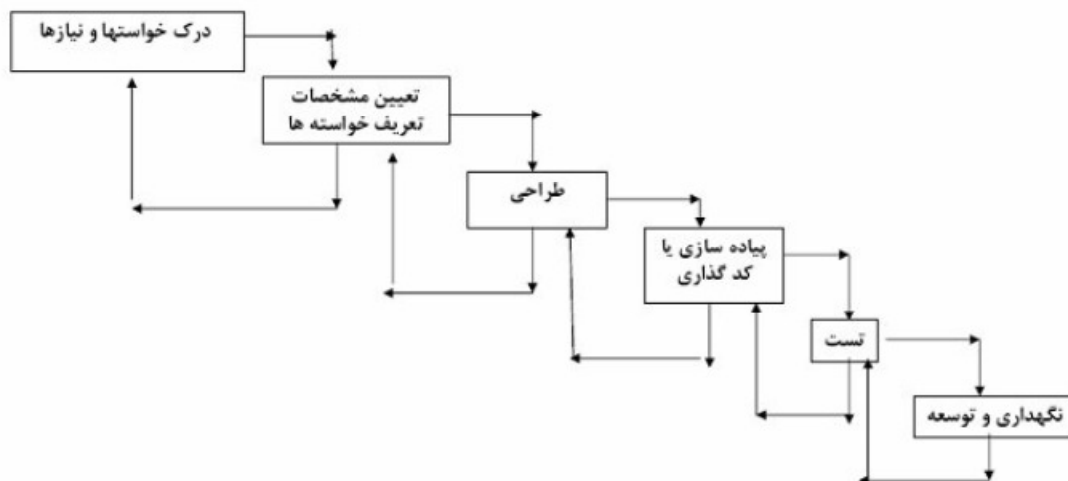 درک خواستها و نیازها
تعیین مشخصات
تعریف خواسته ها
طراحی
پیاده سازی یا
کد گذاری
تست
نگهداری و توسعه